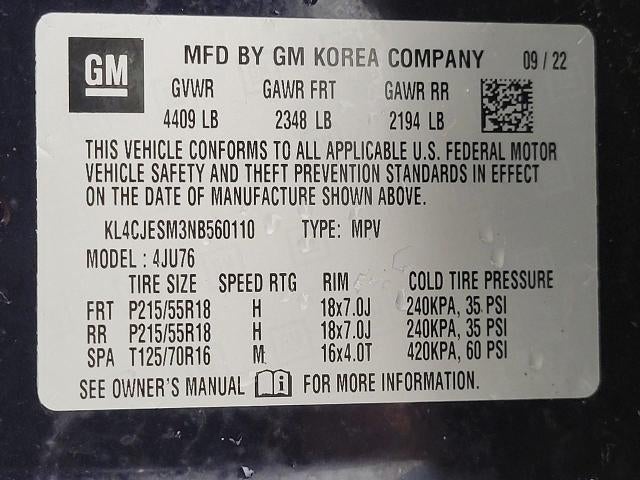 GM MFD BY GM KOREA COMPANY 09 / 22
GVWR GAWR FRT GAWR RR
4409 LB 2348 LB 2194 LB
THIS VEHICLE CONFORMS TO ALL APPLICABLE U.S. FEDERAL MOTOR
VEHICLE SAFETY AND THEFT PREVENTION STANDARDS IN EFFECT
ON THE DATE OF MANUFACTURE SHOWN ABOVE.
KL4CJESM3NB560110 TYPE: MPV
MODEL : 4JU76
TIRE SIZE SPEED RTG RIM COLD TIRE PRESSURE
FRT P215/55R18 H 18x7.0J 240KPA, 35 PSI
RR P215/55R18 H 18x7.0J 240KPA, 35 PSI
SPA T125/70R16 M 16x4.0T 420KPA, 60 PSI
SEE OWNER'S MANUAL FOR MORE INFORMATION.